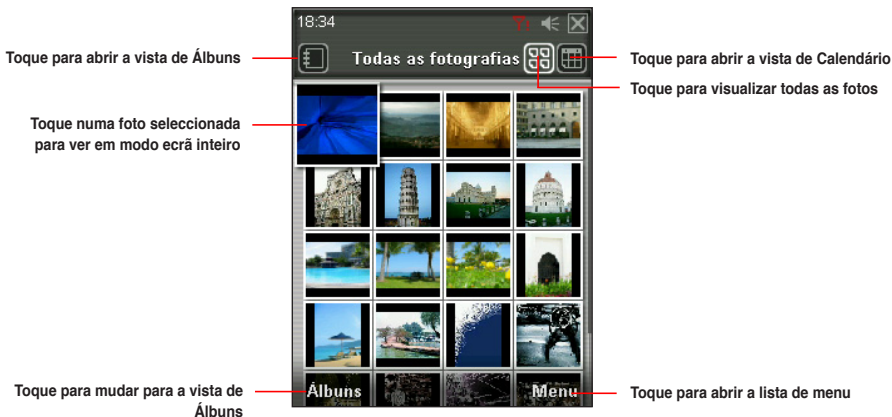 18:34
Todas as fotografias
Toque para abrir a vista de Álbuns
Toque para abrir a vista de Calendário
Toque para visualizar todas as fotos
Toque numa foto seleccionada
para ver em modo ecrã inteiro
Álbuns
Menu
Toque para mudar para a vista de
Álbuns
Toque para abrir a lista de menu